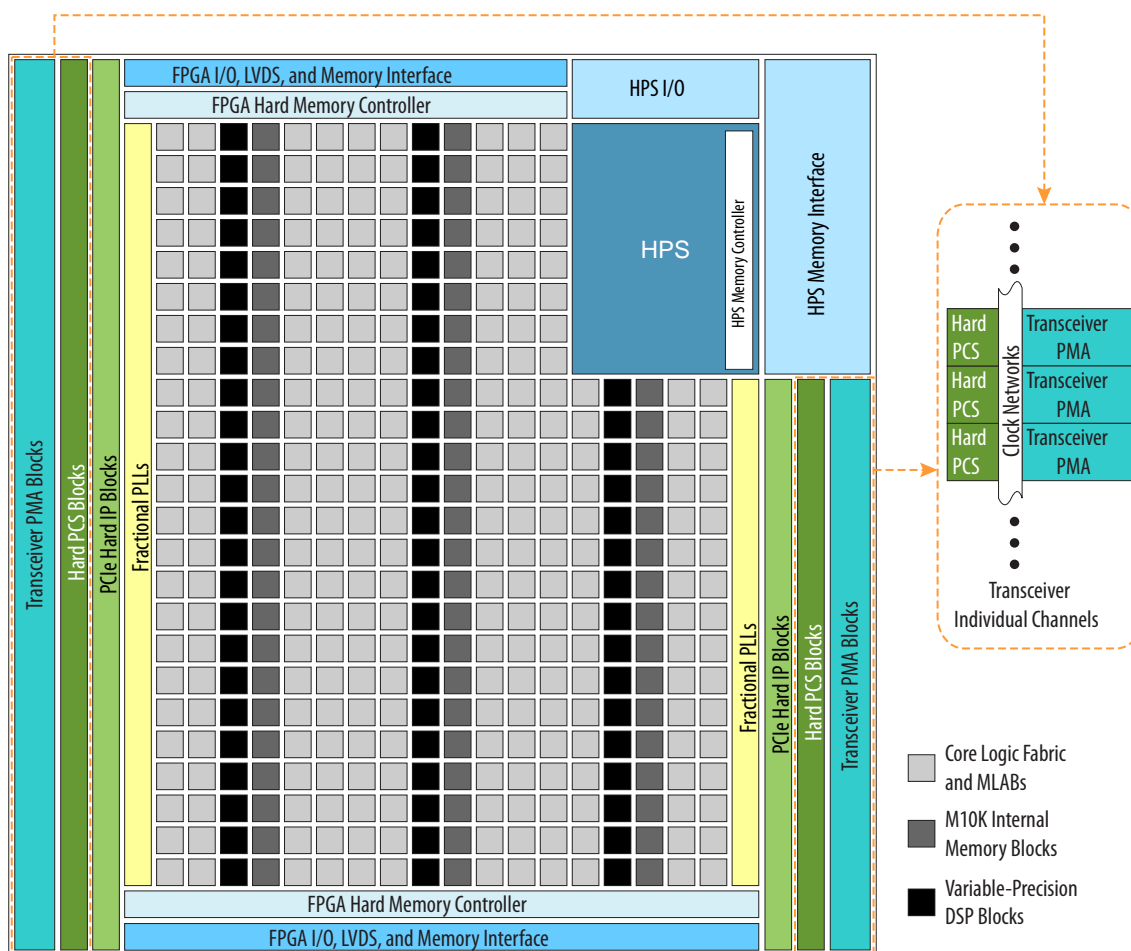 FPGA I/O, LVDS, and Memory Interface
FPGA Hard Memory Controller
HPS I/O
HPS
HPS Memory Controller
HPS Memory Interface
Transceiver PMA Blocks
Hard PCS Blocks
PCIe Hard IP Blocks
Fractional PLLs
Fractional PLLs
PCIe Hard IP Blocks
Hard PCS Blocks
Transceiver PMA Blocks
FPGA Hard Memory Controller
FPGA I/O, LVDS, and Memory Interface
Hard
PCS
Hard
PCS
Hard
PCS
Clock Networks
Transceiver
PMA
Transceiver
PMA
Transceiver
PMA
Transceiver
Individual Channels
Core Logic Fabric
and MLABs
M10K Internal
Memory Blocks
Variable-Precision
DSP Blocks